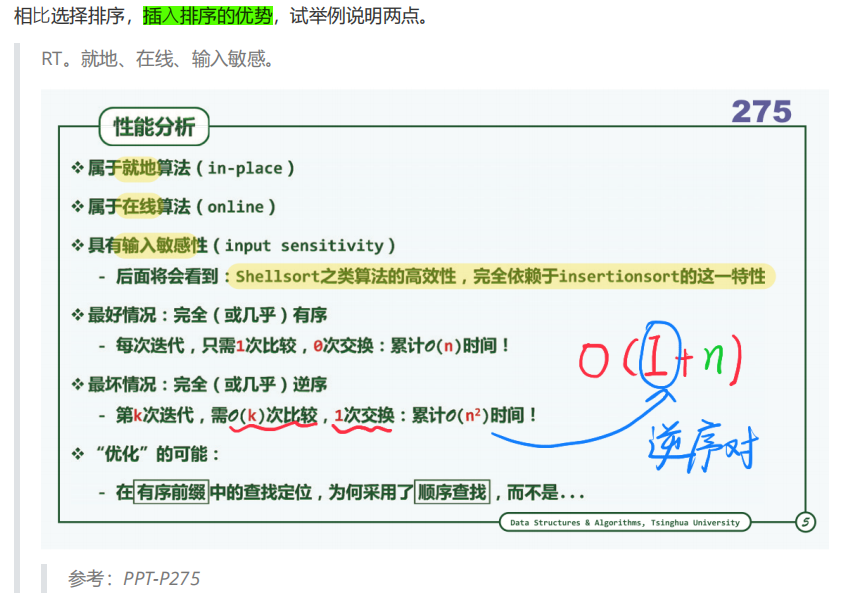 相比选择排序，插入排序的优势，试举例说明两点。
RT。就地、在线、输入敏感。
275
性能分析
❖ 属于就地算法（in-place）
❖ 属于在线算法（online）
❖ 具有输入敏感性（input sensitivity）
- 后面将会看到：Shellsort之类算法的高效性，完全依赖于insertionsort的这一特性
❖ 最好情况：完全（或几乎）有序
- 每次迭代，只需1次比较，0次交换：累计O(n)时间！
O(I+n)
❖ 最坏情况：完全（或几乎）逆序
- 第k次迭代，需O(k)次比较，1次交换：累计O(n²)时间！
逆序对
❖ “优化”的可能：
- 在有序前缀中的查找定位，为何采用了顺序查找，而不是...
Data Structures & Algorithms, Tsinghua University
5
参考：PPT-P275